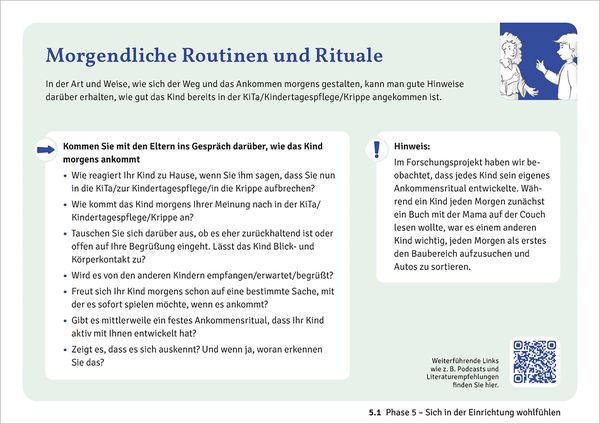 Morgendliche Routinen und Rituale
In der Art und Weise, wie sich der Weg und das Ankommen morgens gestalten, kann man gute Hinweise
darüber erhalten, wie gut das Kind bereits in der KiTa/Kindertagespflege/Krippe angekommen ist.
Kommen Sie mit den Eltern ins Gespräch darüber, wie das Kind
morgens ankommt
• Wie reagiert Ihr Kind zu Hause, wenn Sie ihm sagen, dass Sie nun
in die KiTa/zur Kindertagespflege/in die Krippe aufbrechen?
• Wie kommt das Kind morgens Ihrer Meinung nach in der KiTa/
Kindertagespflege/Krippe an?
• Tauschen Sie sich darüber aus, ob es eher zurückhaltend ist oder
offen auf Ihre Begrüßung eingeht. Lässt das Kind Blick- und
Körperkontakt zu?
• Wird es von den anderen Kindern empfangen/erwartet/begrüßt?
• Freut sich Ihr Kind morgens schon auf eine bestimmte Sache, mit
der es sofort spielen möchte, wenn es ankommt?
• Gibt es mittlerweile ein festes Ankommensritual, dass Ihr Kind
aktiv mit Ihnen entwickelt hat?
• Zeigt es, dass es sich auskennt? Und wenn ja, woran erkennen
Sie das?
Hinweis:
Im Forschungsprojekt haben wir be-
obachtet, dass jedes Kind sein eigenes
Ankommensritual entwickelte. Wäh-
rend ein Kind jeden Morgen zunächst
ein Buch mit der Mama auf der Couch
lesen wollte, war es einem anderen
Kind wichtig, jeden Morgen als erstes
den Baubereich aufzusuchen und
Autos zu sortieren.
Weiterführende Links
wie z. B. Podcasts und
Literaturempfehlungen
finden Sie hier.
5.1 Phase 5 – Sich in der Einrichtung wohlfühlen